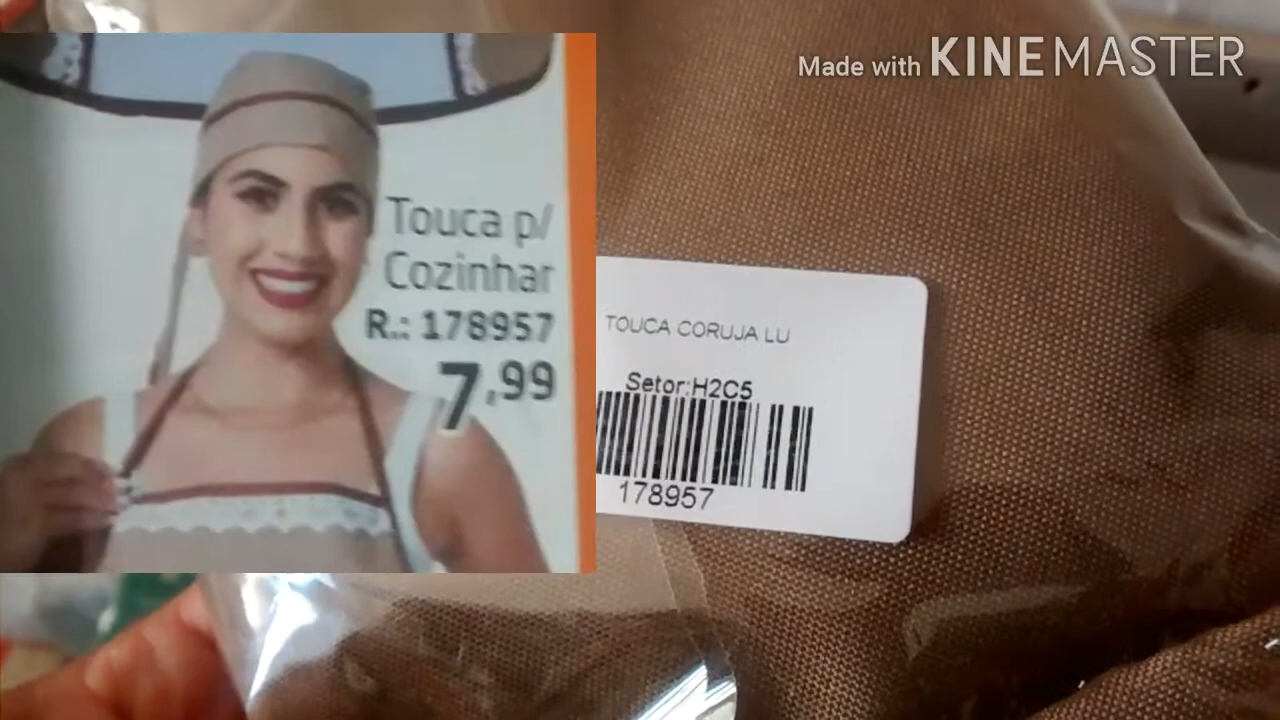 Made with KINEMASTER
Touca p/
Cozinhar
R.: 178957
7,99
TOUCA CORUJA LU
Setor:H2C5
178957